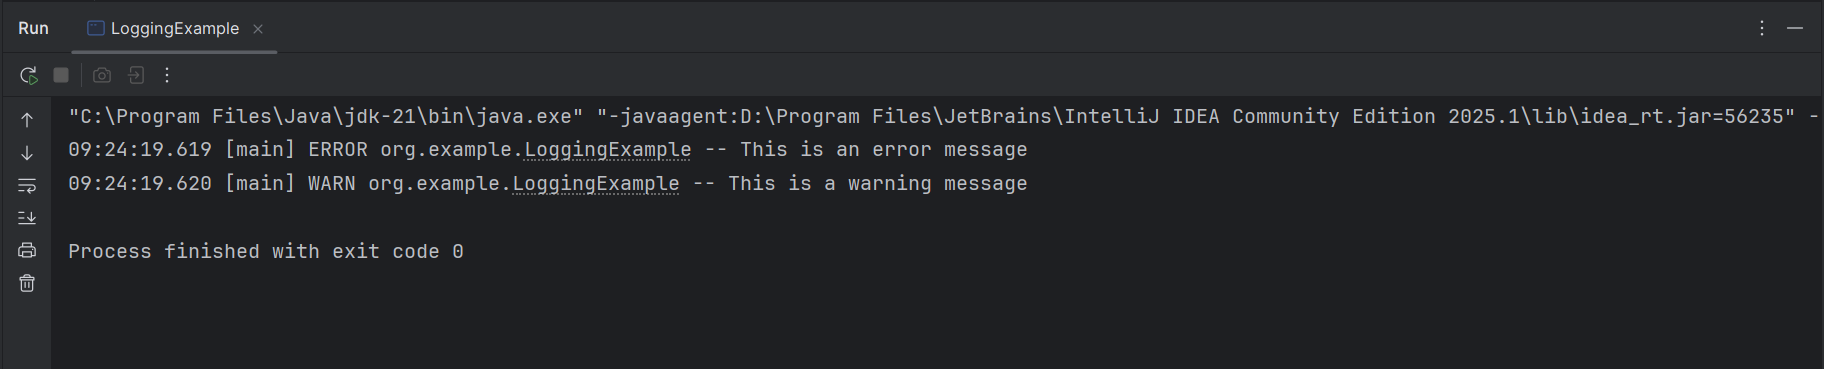 Run LoggingExample
"C:\Program Files\Java\jdk-21\bin\java.exe" "-javaagent:D:\Program Files\JetBrains\IntelliJ IDEA Community Edition 2025.1\lib\idea_rt.jar=56235" -
09:24:19.619 [main] ERROR org.example.LoggingExample -- This is an error message
09:24:19.620 [main] WARN org.example.LoggingExample -- This is a warning message
Process finished with exit code 0